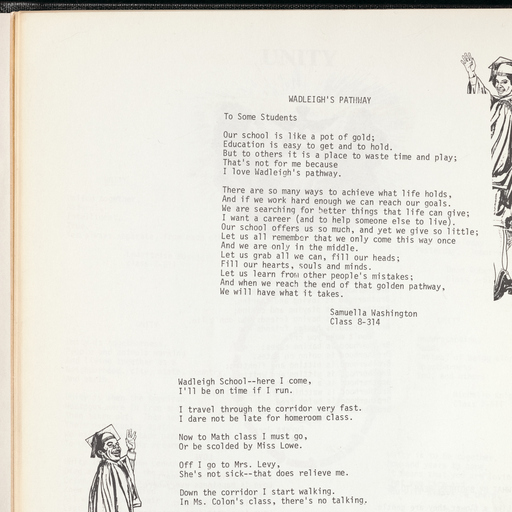 UNITY
WADLEIGH'S PATHWAY
To Some Students
Our school is like a pot of gold;
Education is easy to get and to hold.
But to others it is a place to waste time and play;
That's not for me because
I love Wadleigh's pathway.
There are so many ways to achieve what life holds,
And if we work hard enough we can reach our goals.
We are searching for better things that life can give;
I want a career (and to help someone else to live).
Our school offers us so much, and yet we give so little;
Let us all remember that we only come this way once
And we are only in the middle.
Let us grab all we can, fill our heads;
Fill our hearts, souls and minds.
Let us learn from other people's mistakes;
And when we reach the end of that golden pathway,
We will have what it takes.
Samuella Washington
Class 8-314
Wadleigh School--here I come,
I'll be on time if I run.
I travel through the corridor very fast.
I dare not be late for homeroom class.
Now to Math class I must go,
Or be scolded by Miss Lowe.
Off I go to Mrs. Levy,
She's not sick--that does relieve me.
Down the corridor I start walking.
In Ms. Colon's class, there's no talking.